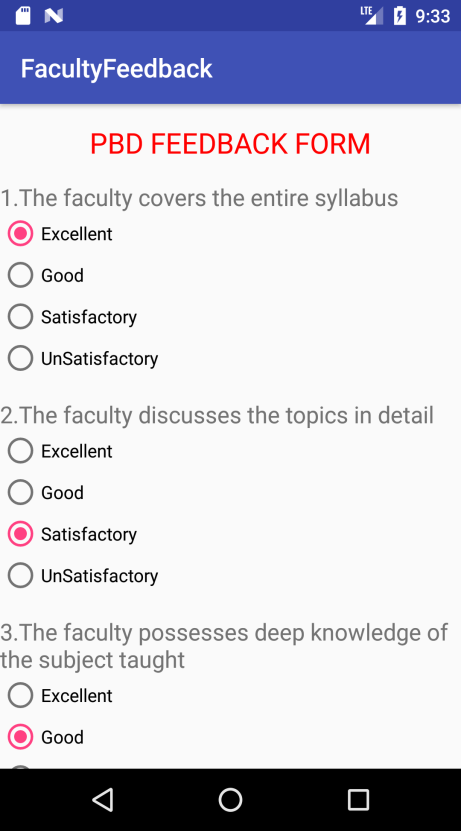 LTE 9:33
FacultyFeedback
PBD FEEDBACK FORM
1.The faculty covers the entire syllabus
Excellent
Good
Satisfactory
UnSatisfactory
2.The faculty discusses the topics in detail
Excellent
Good
Satisfactory
UnSatisfactory
3.The faculty possesses deep knowledge of
the subject taught
Excellent
Good